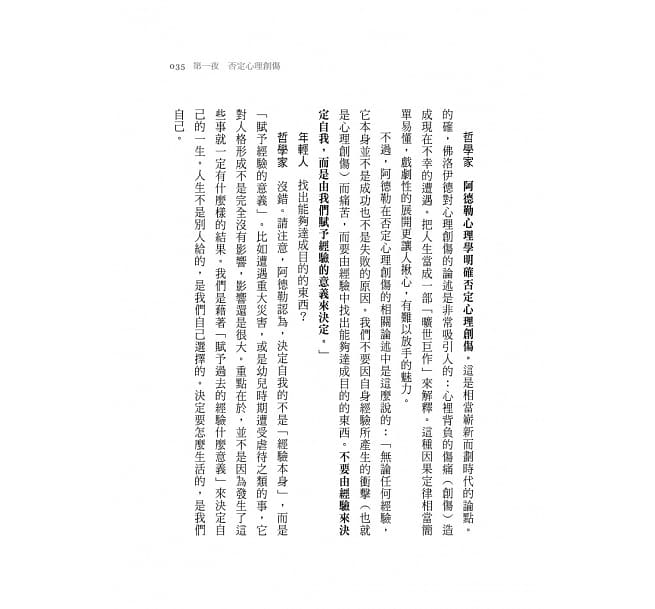 035 第一夜 否定心理創傷
哲學家 阿德勒心理學明確否定心理創傷。這是相當嶄新而劃時代的論點。
的確，佛洛伊德對心理創傷的論述是非常吸引人的：心裡背負的傷痛（創傷）造
成現在不幸的遭遇。把人生當成一部「曠世巨作」來解釋。這種因果定律相當簡
單易懂，戲劇性的展開更讓人揪心，有難以放手的魅力。
不過，阿德勒在否定心理創傷的相關論述中是這麼說的：「無論任何經驗，
它本身並不是成功也不是失敗的原因。我們不要因自身經驗所產生的衝擊（也就
是心理創傷）而痛苦，而要由經驗中找出能夠達成目的的東西。不要由經驗來決
定自我，而是由我們賦予經驗的意義來決定。」
年輕人 找出能夠達成目的的東西？
哲學家 沒錯。請注意，阿德勒認為，決定自我的不是「經驗本身」，而是
「賦予經驗的意義」。比如遭遇重大災害，或是幼兒時期遭受虐待之類的事，它
對人格形成不是完全沒有影響，影響還是很大。重點在於，並不是因為發生了這
些事就一定有什麼樣的結果。我們是藉著「賦予過去的經驗什麼意義」來決定自
己的一生。人生不是別人給的，是我們自己選擇的。決定要怎麼生活的，是我們
自己。